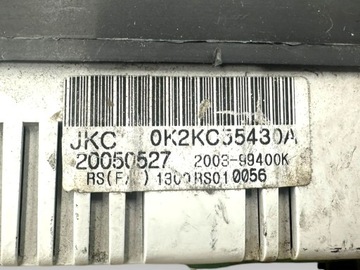 JKC 0K2KC55430A
20050527 2003-99400K
RS(F/ ) 1300RS010056